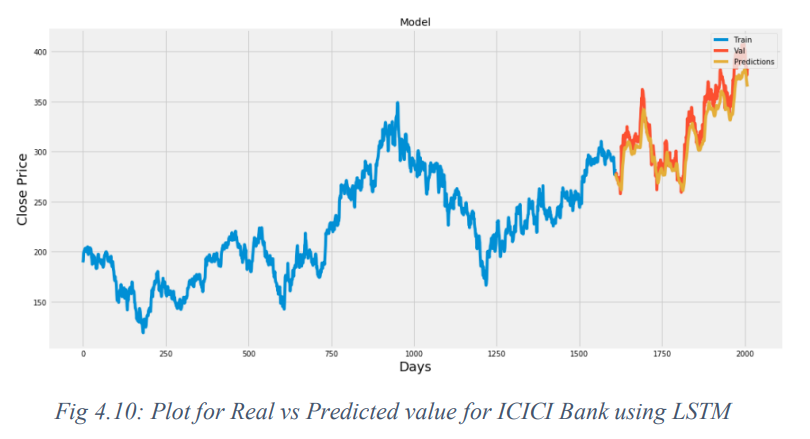 Model
Train
Val
Predictions
400
350
300
250
200
150
Close Price
0
250
500
750
1000
1250
1500
1750
2000
Days
Fig 4.10: Plot for Real vs Predicted value for ICICI Bank using LSTM